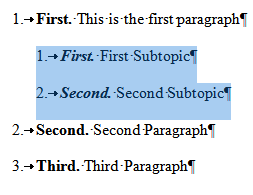 1.→First.·This·is·the·first·paragraph¶
1.→First.·First·Subtopic¶
2.→Second.·Second·Subtopic¶
2.→Second.·Second·Paragraph¶
3.→Third.·Third·Paragraph¶